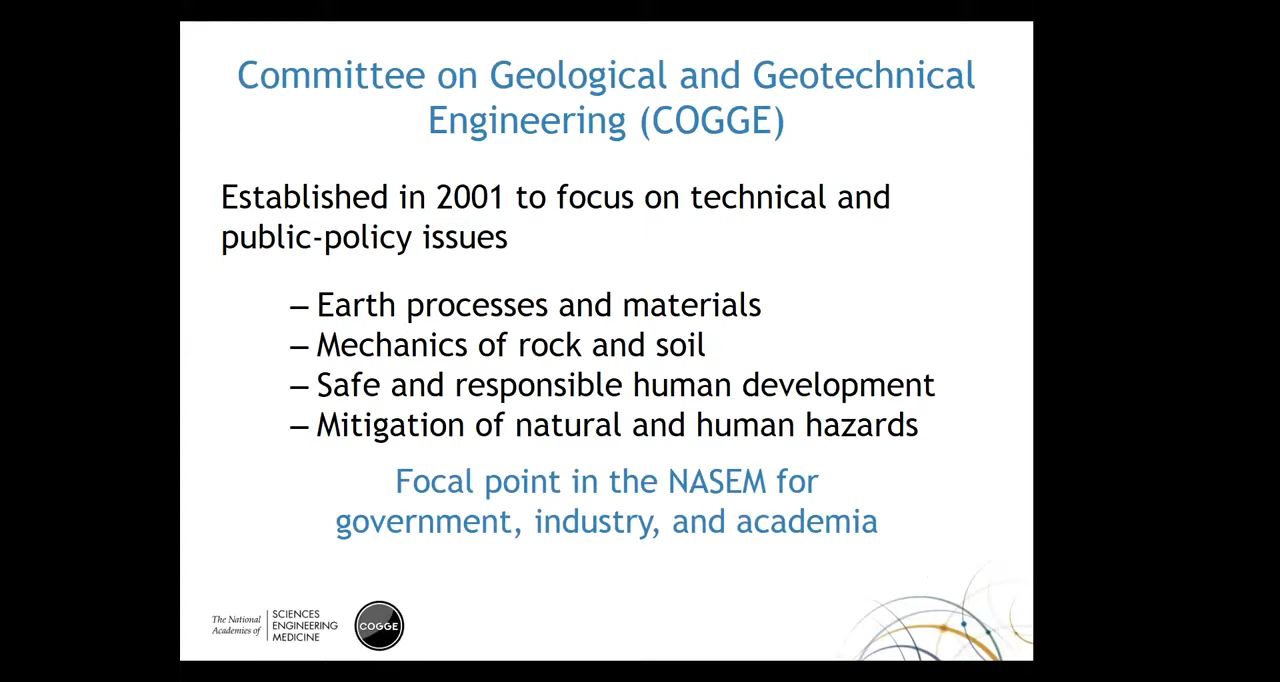 Committee on Geological and Geotechnical
Engineering (COGGE)
Established in 2001 to focus on technical and
public-policy issues
– Earth processes and materials
– Mechanics of rock and soil
– Safe and responsible human development
– Mitigation of natural and human hazards
Focal point in the NASEM for
government, industry, and academia
The National
Academies of
SCIENCES
ENGINEERING
MEDICINE
COGGE